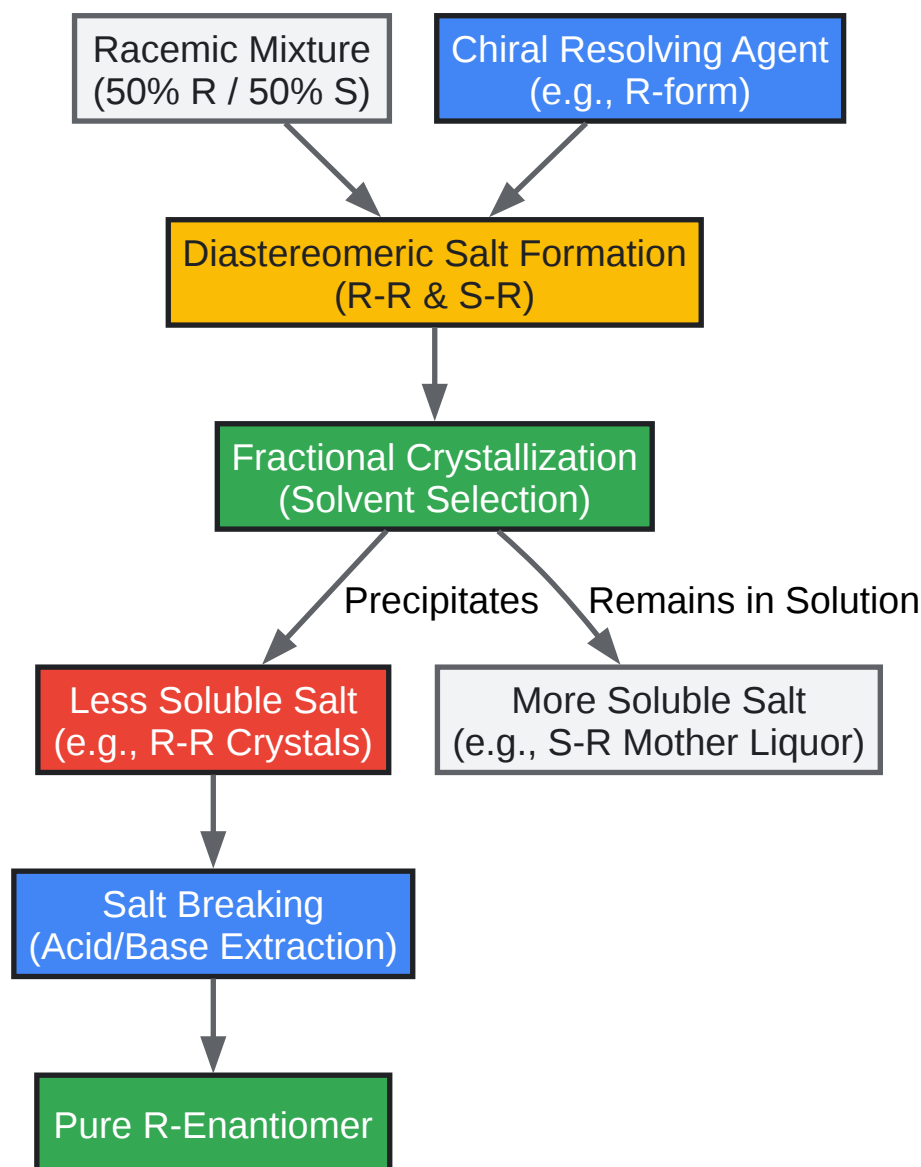 Racemic Mixture
(50% R / 50% S)
Chiral Resolving Agent
(e.g., R-form)
Diastereomeric Salt Formation
(R-R & S-R)
Fractional Crystallization
(Solvent Selection)
Precipitates
Remains in Solution
Less Soluble Salt
(e.g., R-R Crystals)
More Soluble Salt
(e.g., S-R Mother Liquor)
Salt Breaking
(Acid/Base Extraction)
Pure R-Enantiomer